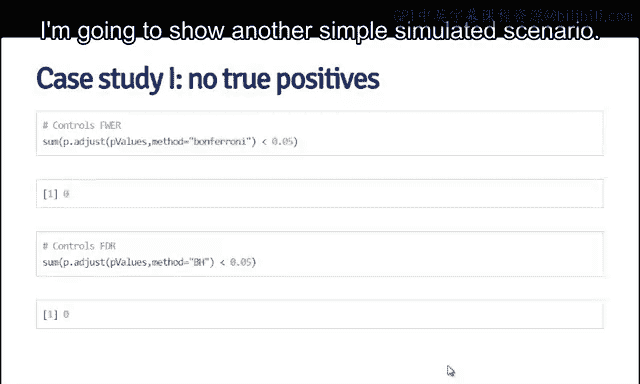 I'm going to show another simple simulated scenario.
Case study I: no true positives
# Controls FWER
sum(p.adjust(pValues,method="bonferroni") < 0.05)
[1] 0
# Controls FDR
sum(p.adjust(pValues,method="BH") < 0.05)
[1] 0